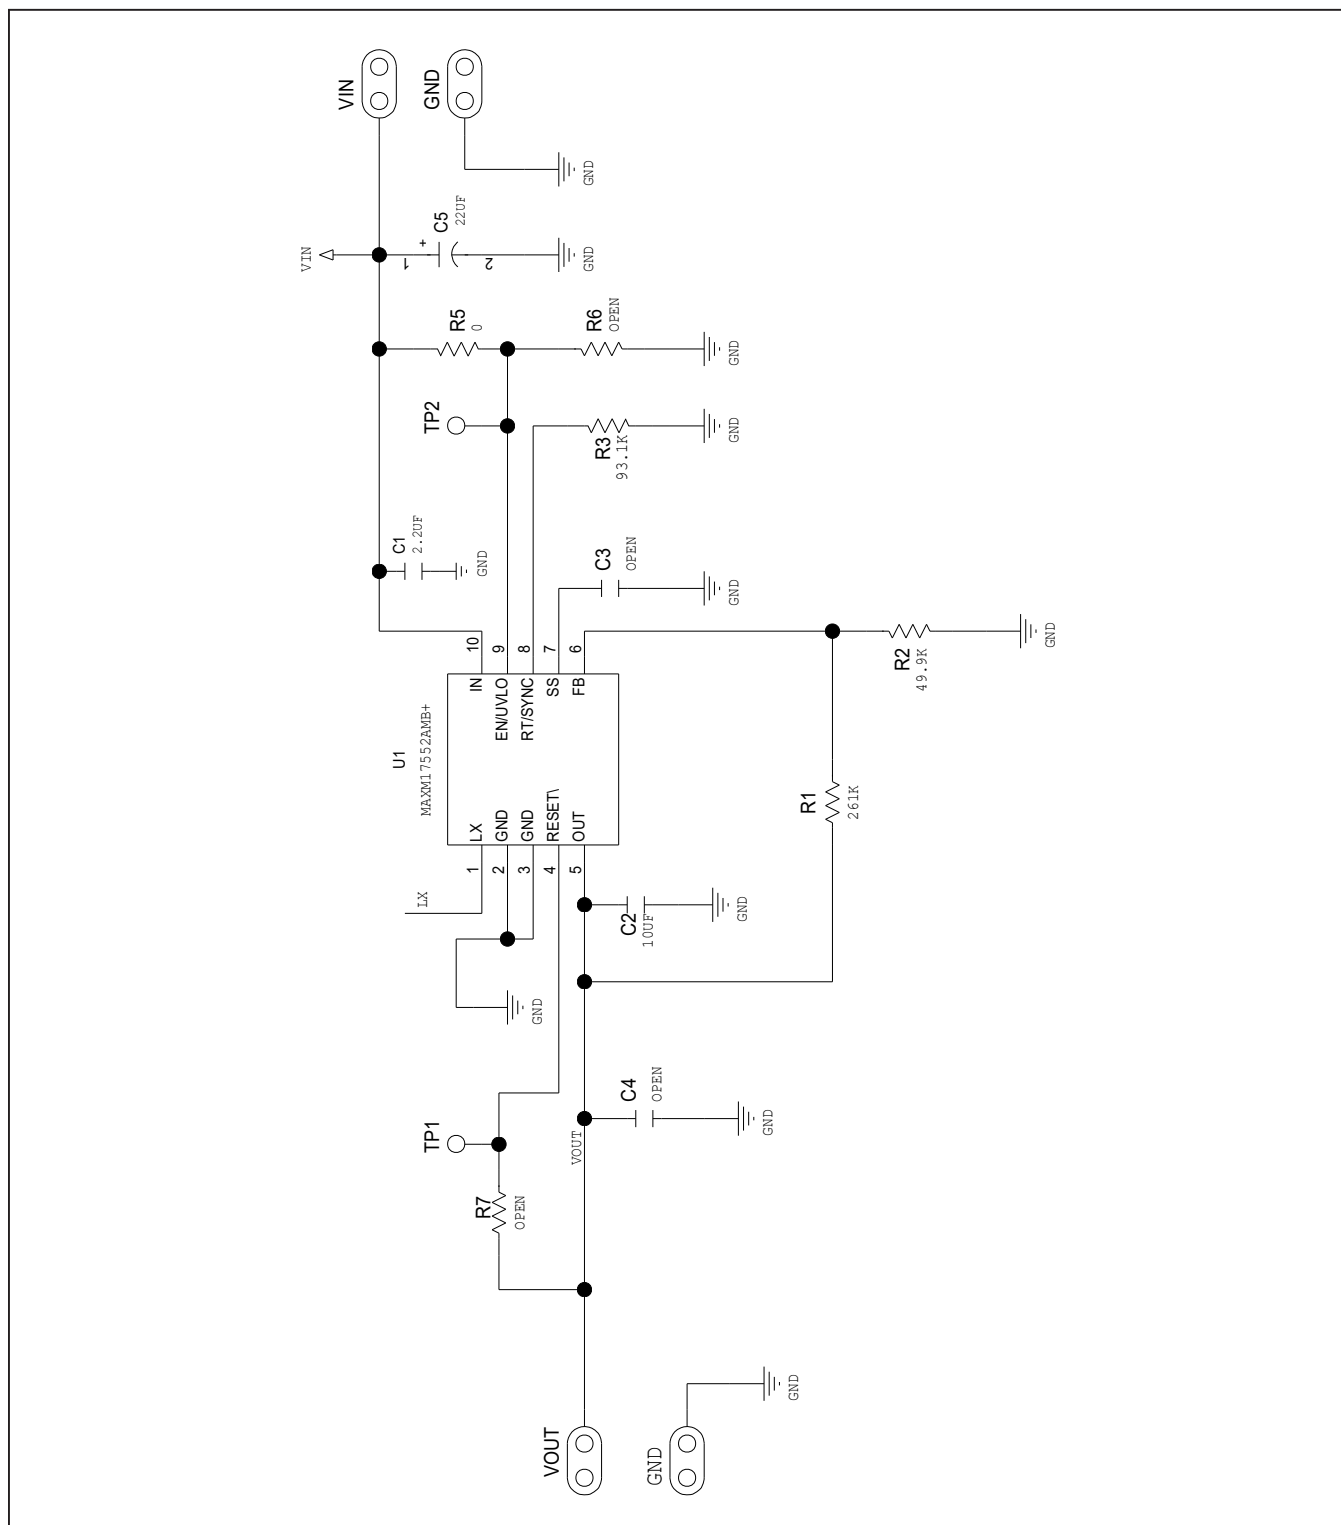 VIN
GND
GND
VIN
1
+
C5
22UF
2
GND
R5
0
R6
OPEN
GND
TP2
R3
93.1K
GND
C1
2.2UF
GND
C3
OPEN
GND
10
9
8
7
6
IN
EN/UVLO
RT/SYNC
SS
FB
R2
49.9K
GND
U1
MAXM17552AMB+
R1
261K
LX
GND
GND
RESET\
OUT
1
2
3
4
5
LX
C2
10UF
GND
GND
TP1
C4
OPEN
GND
VOUT
R7
OPEN
VOUT
GND
GND